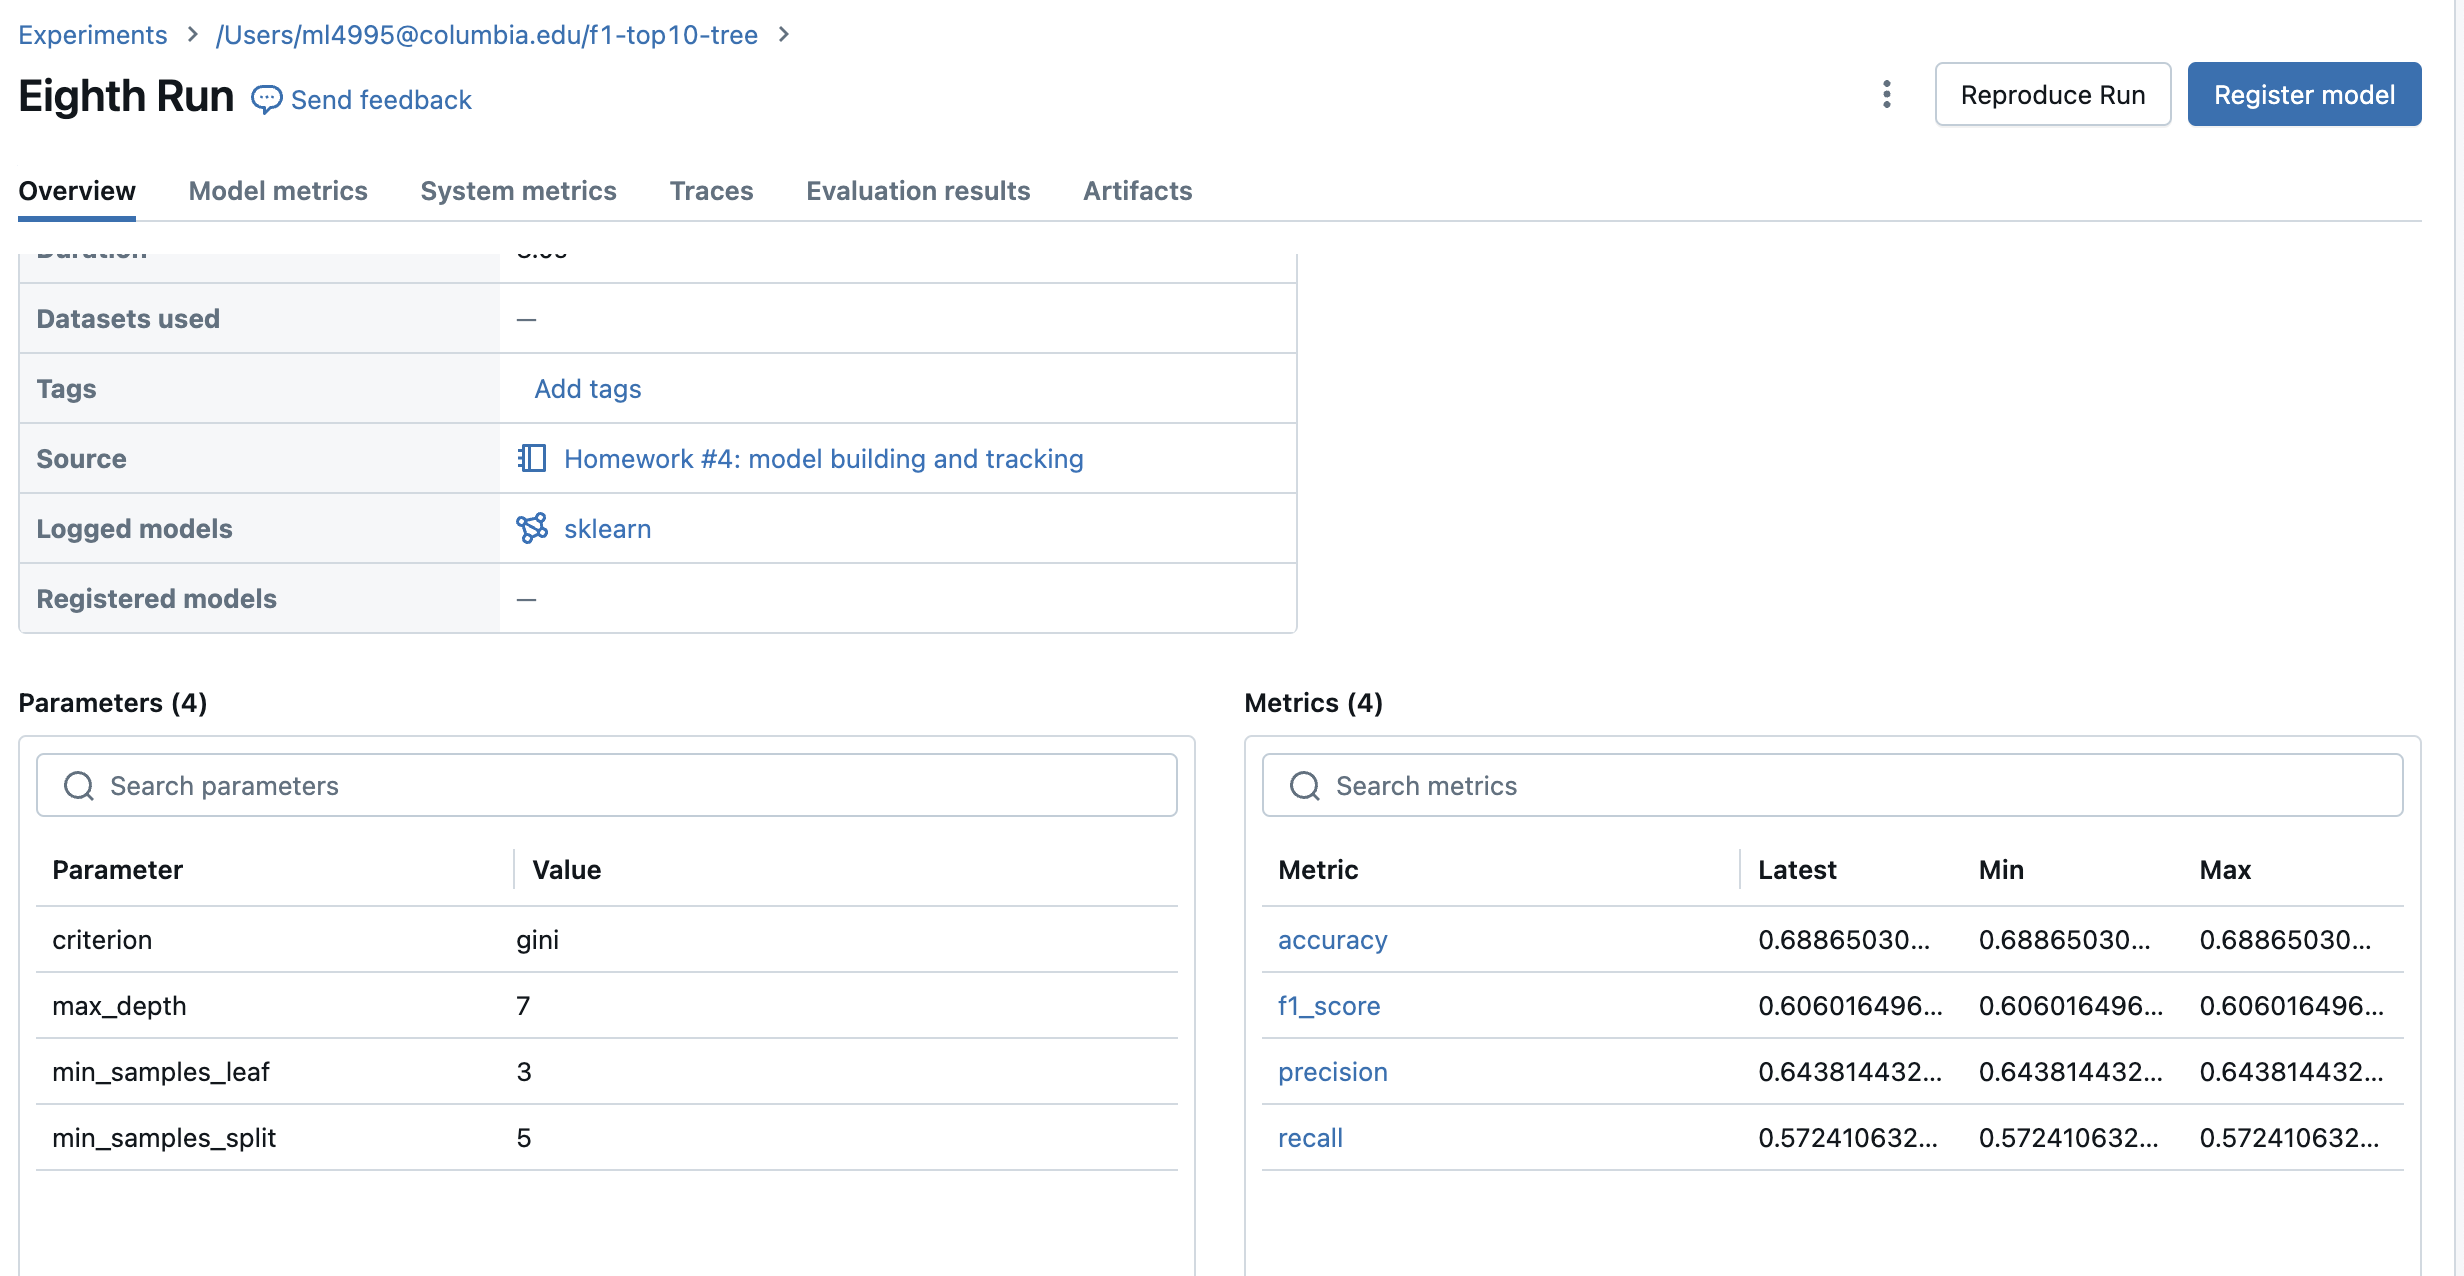 Experiments > /Users/ml4995@columbia.edu/f1-top10-tree >
Eighth Run Send feedback
Reproduce Run Register model
Overview Model metrics System metrics Traces Evaluation results Artifacts
Duration
Datasets used —
Tags Add tags
Source Homework #4: model building and tracking
Logged models sklearn
Registered models —
Parameters (4)
Search parameters
Parameter Value
criterion gini
max_depth 7
min_samples_leaf 3
min_samples_split 5
Metrics (4)
Search metrics
Metric Latest Min Max
accuracy 0.68865030... 0.68865030... 0.68865030...
f1_score 0.606016496... 0.606016496... 0.606016496...
precision 0.643814432... 0.643814432... 0.643814432...
recall 0.572410632... 0.572410632... 0.572410632...